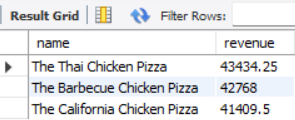 Result Grid Filter Rows:
name revenue
The Thai Chicken Pizza 43434.25
The Barbecue Chicken Pizza 42768
The California Chicken Pizza 41409.5